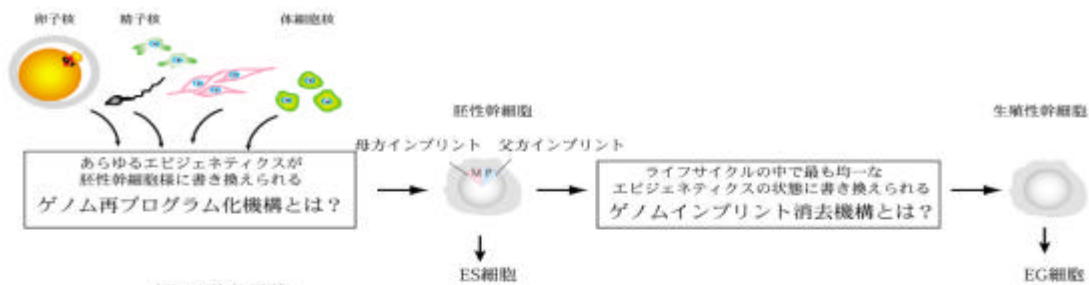 卵子核
精子核
体細胞核
あらゆるエピジェネティクスが
胚性幹細胞様に書き換えられる
ゲノム再プログラム化機構とは？
胚性幹細胞
母方インプリント
父方インプリント
M P
ES細胞
ライフサイクルの中で最も均一な
エピジェネティクスの状態に書き換えられる
ゲノムインプリント消去機構とは？
生殖性幹細胞
EG細胞